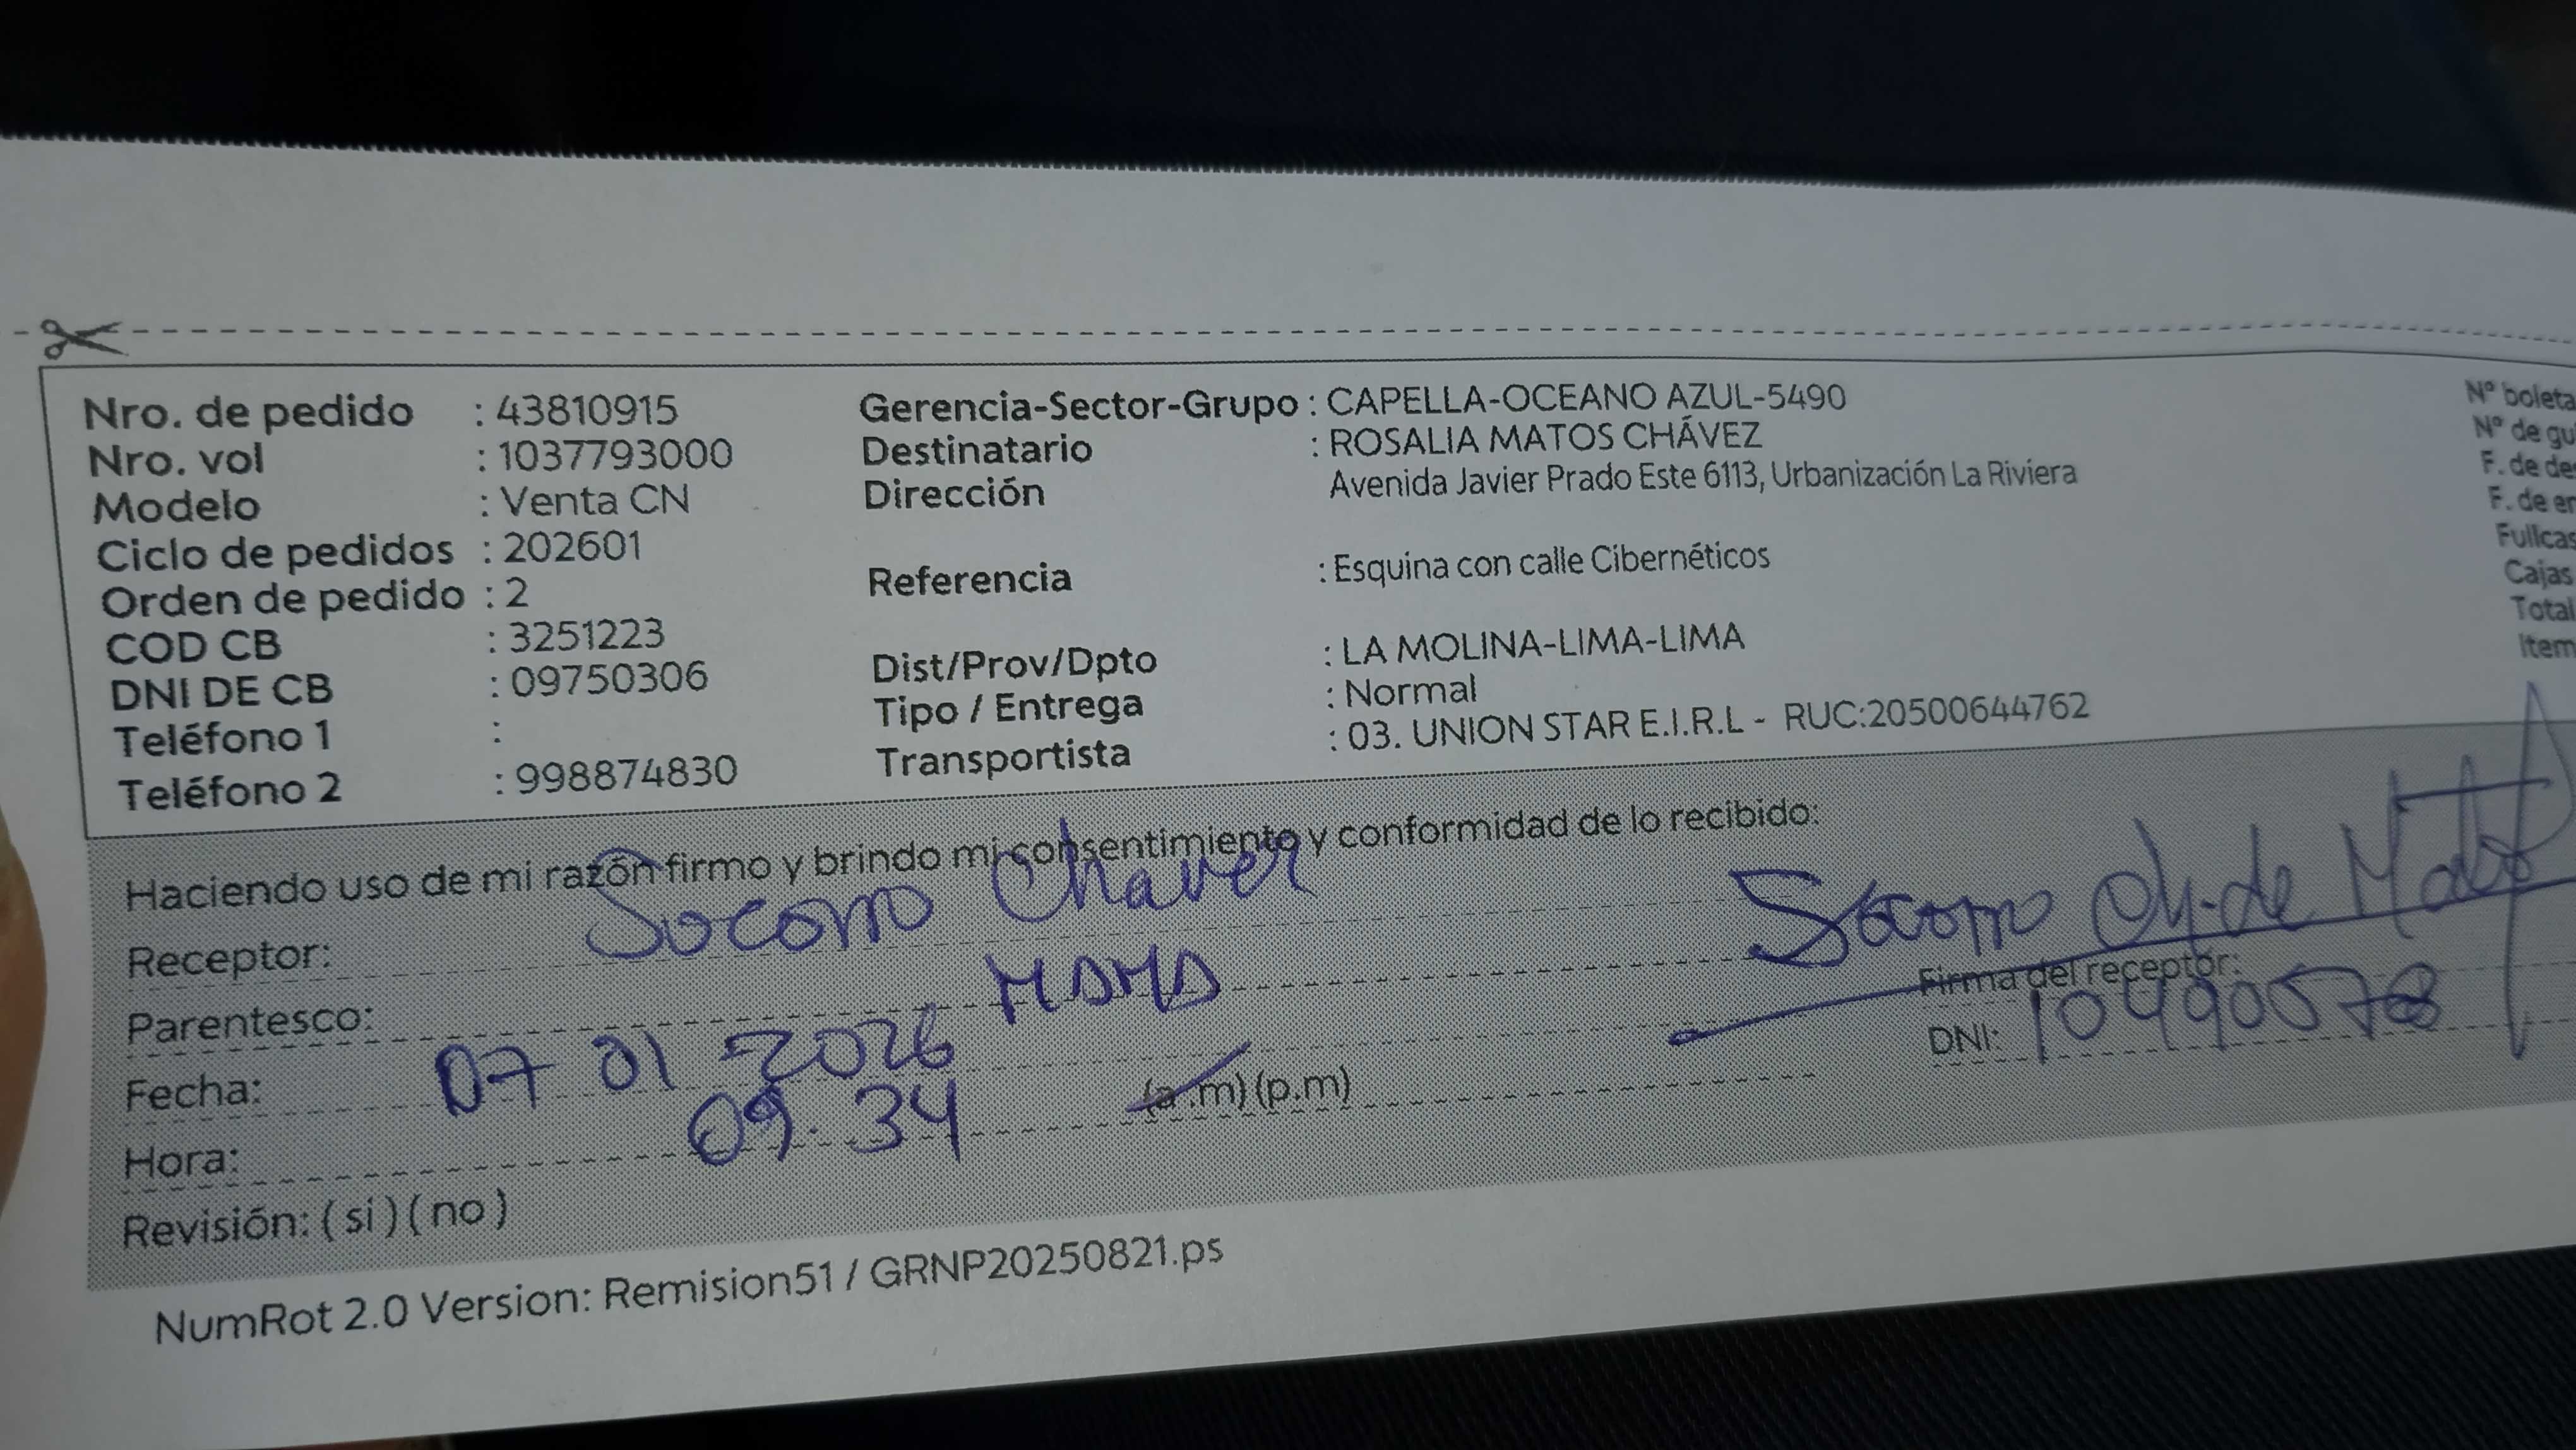 Nro. de pedido : 43810915
Nro. vol : 1037793000
Modelo : Venta CN
Ciclo de pedidos : 202601
Orden de pedido : 2
COD CB : 3251223
DNI DE CB : 09750306
Teléfono 1 :
Teléfono 2 : 998874830
Gerencia-Sector-Grupo : CAPELLA-OCEANO AZUL-5490
Destinatario : ROSALIA MATOS CHÁVEZ
Dirección Avenida Javier Prado Este 6113, Urbanización La Riviera
Referencia : Esquina con calle Cibernéticos
Dist/Prov/Dpto : LA MOLINA-LIMA-LIMA
Tipo / Entrega : Normal
Transportista : 03. UNION STAR E.I.R.L - RUC:20500644762
N° boleta
N° de
F. de
F. de
Cajas
Total
Item
Haciendo uso de mi razón firmo y brindo mi consentimiento y conformidad de lo recibido:
Receptor: Socorro Chavez
Parentesco: MAMA
Fecha: 07 01 -2026
Hora: 09. 34 (a.m) (p.m)
Revisión: ( si ) ( no )
Socorro Ch. de Matos
Firma del receptor:
DNI: 10490578
NumRot 2.0 Version: Remision51 / GRNP20250821.ps